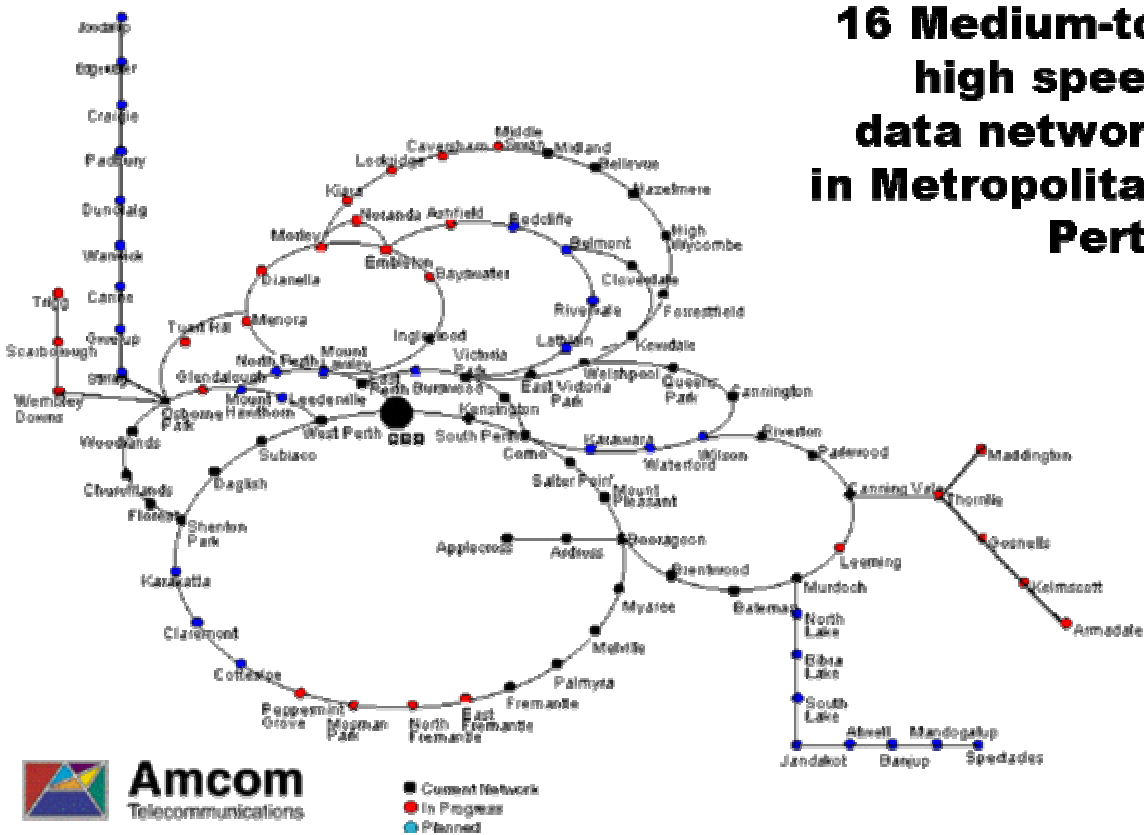 16 Medium-to
high spee
data networ
in Metropolita
Pert
Joondalup
Edgewater
Craigie
Padbury
Duncraig
Warwick
Carine
Gwelup
Stirling
Trigg
Scarborough
Wembley
Downs
Osborne
Park
Tuart Hill
Menora
Dianella
Morley
Noranda
Kiara
Lockridge
Caversham
Middle
Swan
Midland
Bellevue
Hazelmere
High
Wycombe
Forrestfield
Kewdale
Cloverdale
Belmont
Redcliffe
Ashfield
Embleton
Bayswater
Inglewood
Rivervale
Lathlain
Welshpool
Queens
Park
Cannington
East Victoria
Park
Victoria
Park
Burswood
East
Perth
Mount
Lawley
North Perth
Glendalough
Mount
Hawthorn
Leederville
West Perth
CBD
Kensington
South Perth
Como
Karawara
Waterford
Wilson
Riverton
Parkwood
Canning Vale
Thornlie
Maddington
Gosnells
Kelmscott
Armadale
Leeming
Murdoch
Bateman
Brentwood
Booragoon
Ardross
Applecross
Mount
Pleasant
Salter Point
Woodlands
Churchlands
Floreat
Shenton
Park
Daglish
Subiaco
Karakatta
Claremont
Cottesloe
Peppermint
Grove
Mosman
Park
North
Fremantle
East
Fremantle
Fremantle
Palmyra
Melville
Myaree
North
Lake
Bibra
Lake
South
Lake
Jandakot
Atwell
Banjup
Mandogalup
Spectacles
Amcom
Telecommunications
Current Network
In Progress
Planned